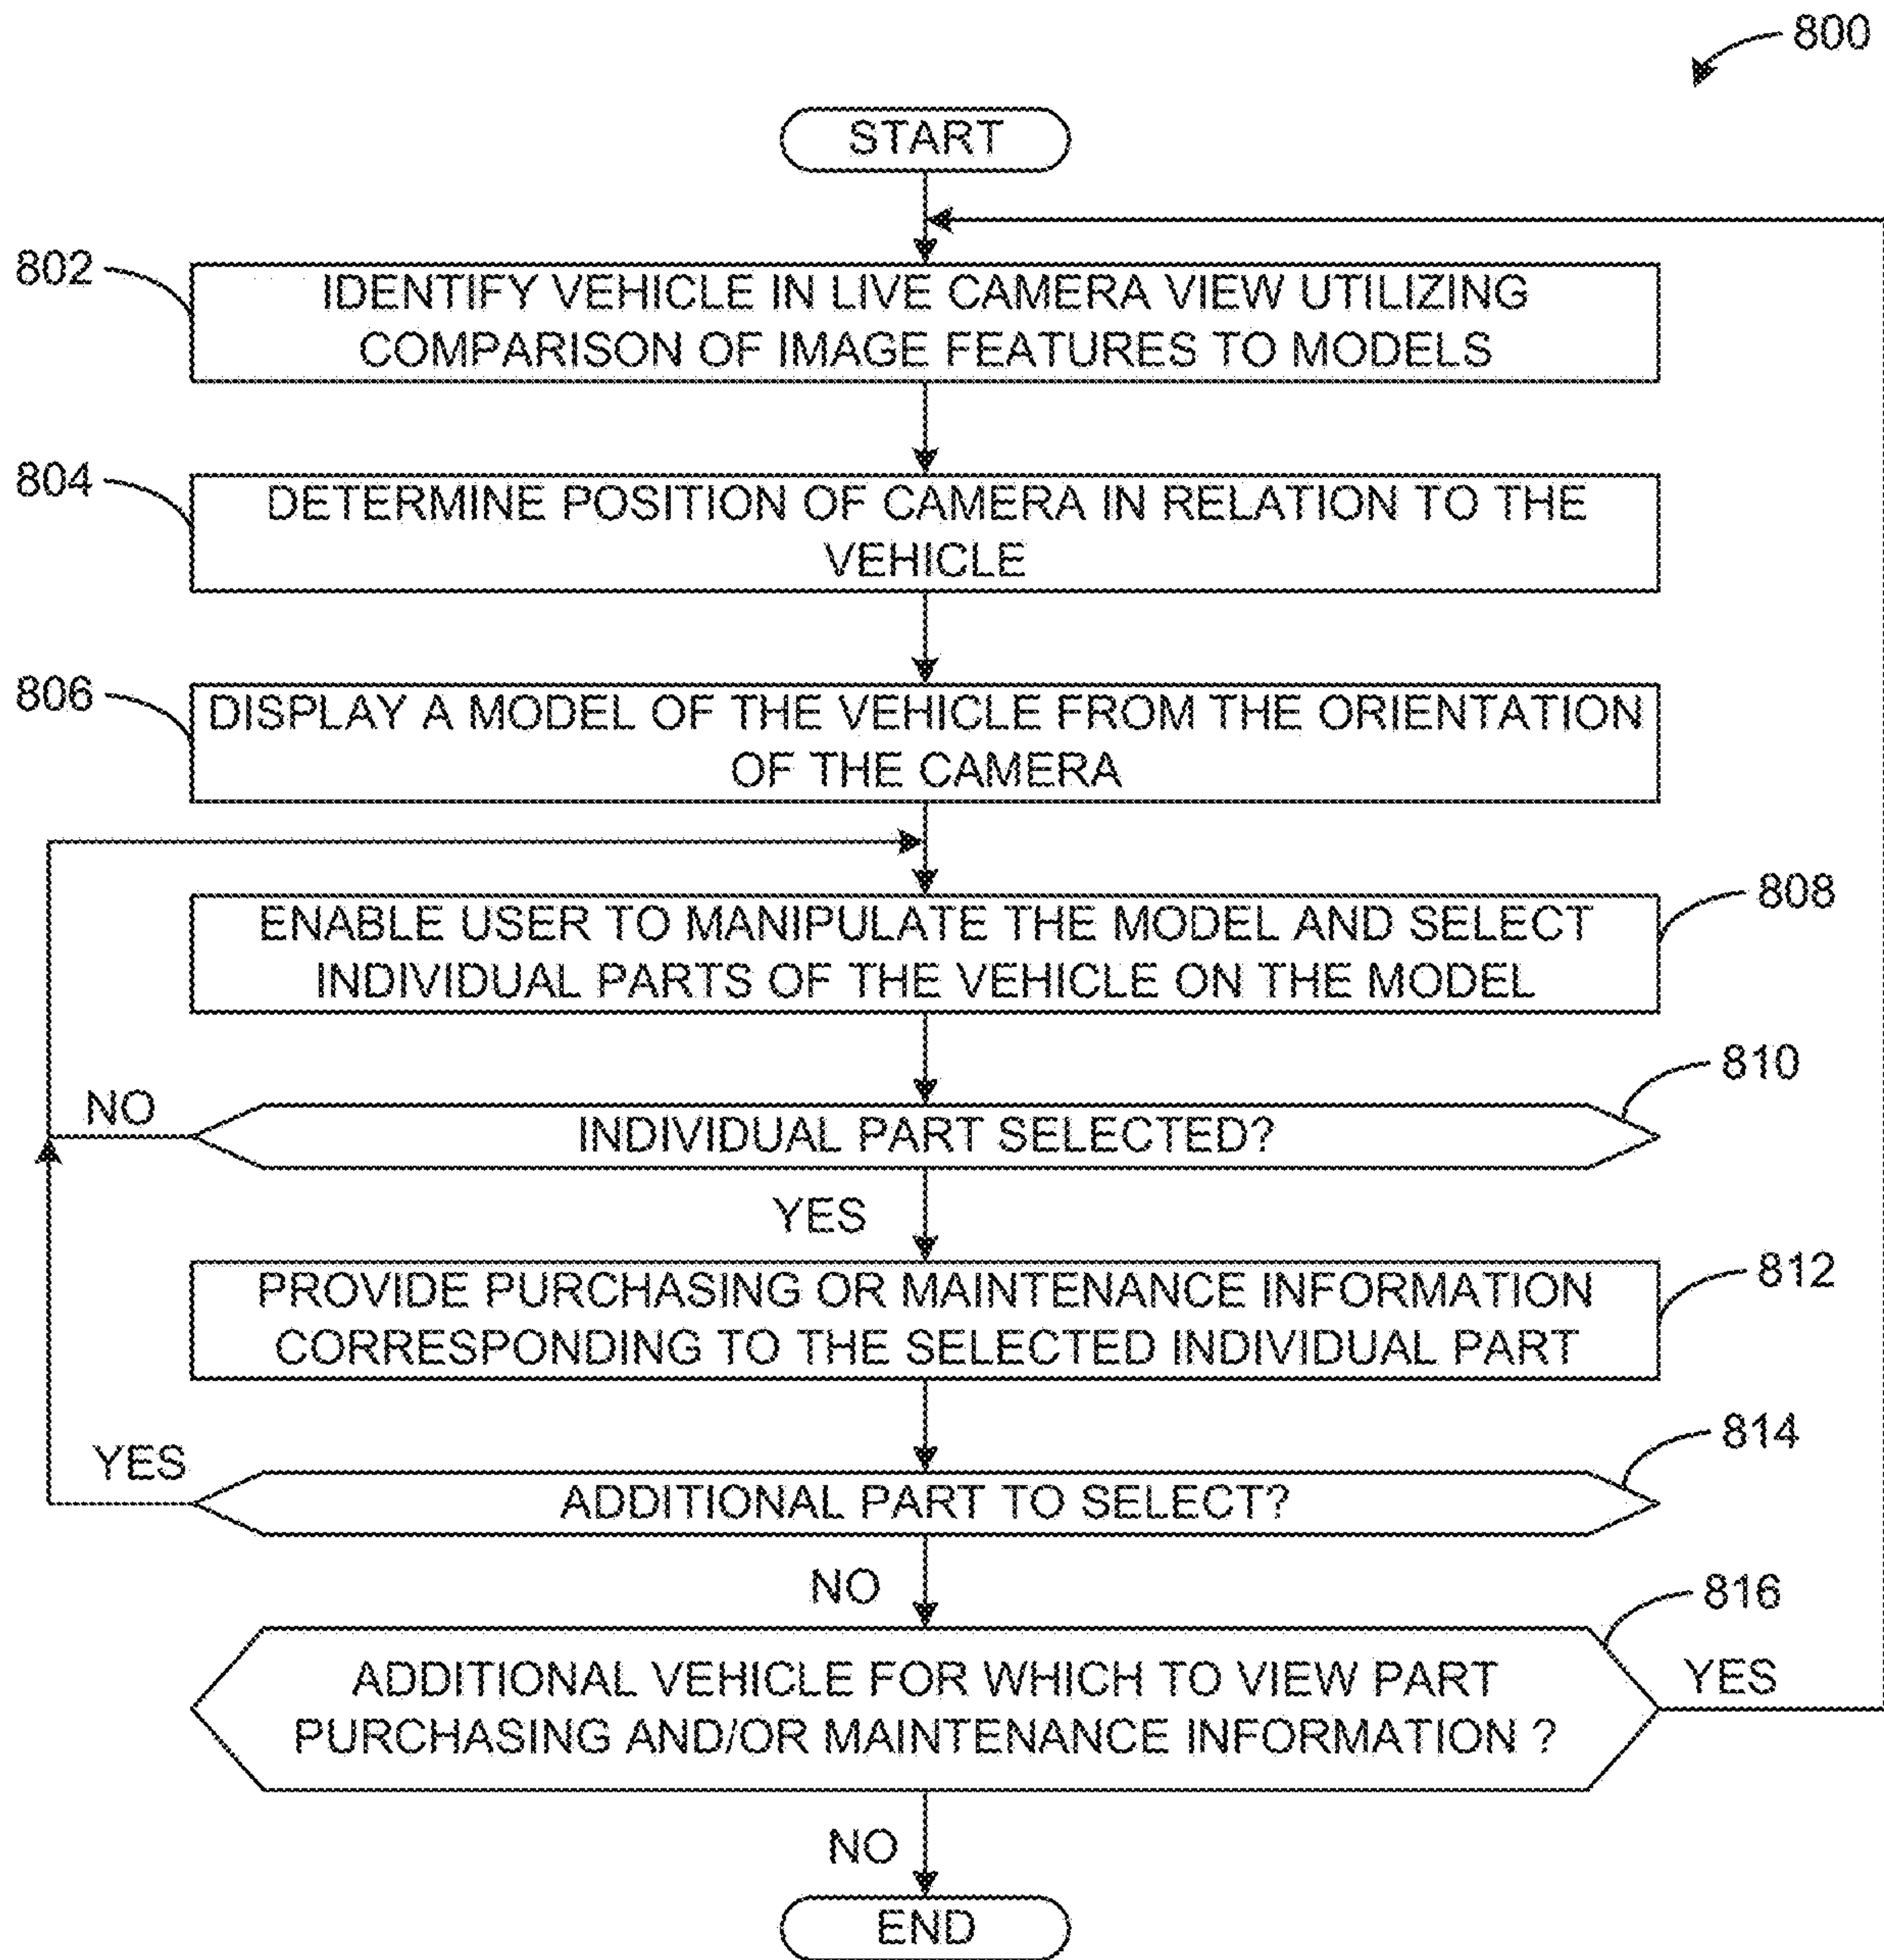 800
START
802
IDENTIFY VEHICLE IN LIVE CAMERA VIEW UTILIZING
COMPARISON OF IMAGE FEATURES TO MODELS
804
DETERMINE POSITION OF CAMERA IN RELATION TO THE
VEHICLE
806
DISPLAY A MODEL OF THE VEHICLE FROM THE ORIENTATION
OF THE CAMERA
808
ENABLE USER TO MANIPULATE THE MODEL AND SELECT
INDIVIDUAL PARTS OF THE VEHICLE ON THE MODEL
810
NO
INDIVIDUAL PART SELECTED?
YES
812
PROVIDE PURCHASING OR MAINTENANCE INFORMATION
CORRESPONDING TO THE SELECTED INDIVIDUAL PART
814
YES
ADDITIONAL PART TO SELECT?
NO
816
ADDITIONAL VEHICLE FOR WHICH TO VIEW PART
PURCHASING AND/OR MAINTENANCE INFORMATION ?
YES
NO
END